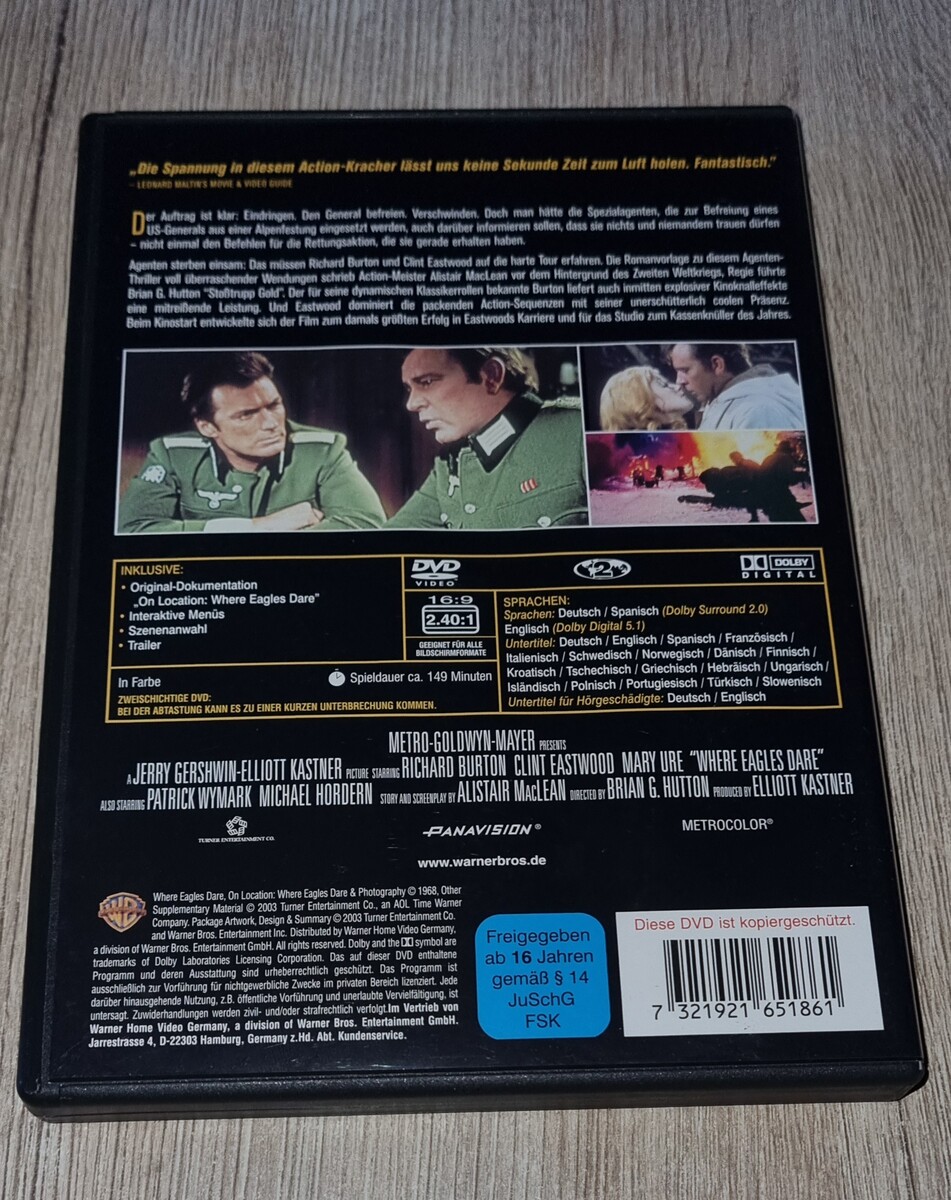 „Die Spannung in diesem Action-Kracher lässt uns keine Sekunde Zeit zum Luft holen. Fantastisch."
– LEONARD MALTIN'S MOVIE & VIDEO GUIDE
Der Auftrag ist klar: Eindringen. Den General befreien. Verschwinden. Doch man hätte die Spezialagenten, die zur Befreiung eines
US-Generals aus einer Alpenfestung eingesetzt werden, auch darüber informieren sollen, dass sie nichts und niemandem trauen dürfen
– nicht einmal den Befehlen für die Rettungsaktion, die sie gerade erhalten haben.
Agenten sterben einsam: Das müssen Richard Burton und Clint Eastwood auf die harte Tour erfahren. Die Romanvorlage zu diesem Agenten-
Thriller voll überraschender Wendungen schrieb Action-Meister Alistair MacLean vor dem Hintergrund des Zweiten Weltkriegs, Regie führte
Brian G. Hutton "Stoßtrupp Gold". Der für seine dynamischen Klassikerrollen bekannte Burton liefert auch inmitten explosiver Kinoknalleffekte
eine mitreißende Leistung. Und Eastwood dominiert die packenden Action-Sequenzen mit seiner unerschütterlich coolen Präsenz.
Beim Kinostart entwickelte sich der Film zum damals größten Erfolg in Eastwoods Karriere und für das Studio zum Kassenknüller des Jahres.
INKLUSIVE:
• Original-Dokumentation
„On Location: Where Eagles Dare"
• Interaktive Menüs
• Szenenanwahl
• Trailer
In Farbe
Spieldauer ca. 149 Minuten
ZWEISCHICHTIGE DVD:
BEI DER ABTASTUNG KANN ES ZU EINER KURZEN UNTERBRECHUNG KOMMEN.
DVD
VIDEO
2
DOLBY
DIGITAL
16:9
2.40:1
GEEIGNET FÜR ALLE
BILDSCHIRMFORMATE
SPRACHEN:
Sprachen: Deutsch / Spanisch (Dolby Surround 2.0)
Englisch (Dolby Digital 5.1)
Untertitel: Deutsch / Englisch / Spanisch / Französisch /
Italienisch / Schwedisch / Norwegisch / Dänisch / Finnisch /
Kroatisch / Tschechisch / Griechisch / Hebräisch / Ungarisch /
Isländisch / Polnisch / Portugiesisch / Türkisch / Slowenisch
Untertitel für Hörgeschädigte: Deutsch / Englisch
METRO-GOLDWYN-MAYER PRESENTS
A JERRY GERSHWIN-ELLIOTT KASTNER PICTURE STARRING RICHARD BURTON CLINT EASTWOOD MARY URE "WHERE EAGLES DARE"
ALSO STARRING PATRICK WYMARK MICHAEL HORDERN STORY AND SCREENPLAY BY ALISTAIR MacLEAN DIRECTED BY BRIAN G. HUTTON PRODUCED BY ELLIOTT KASTNER
TURNER ENTERTAINMENT CO.
PANAVISION®
METROCOLOR®
www.warnerbros.de
WB
Where Eagles Dare, On Location: Where Eagles Dare & Photography © 1968, Other
Supplementary Material © 2003 Turner Entertainment Co., an AOL Time Warner
Company. Package Artwork, Design & Summary © 2003 Turner Entertainment Co.
and Warner Bros. Entertainment Inc. Distributed by Warner Home Video Germany,
a division of Warner Bros. Entertainment GmbH. All rights reserved. Dolby and the symbol are
trademarks of Dolby Laboratories Licensing Corporation. Das auf dieser DVD enthaltene
Programm und deren Ausstattung sind urheberrechtlich geschützt. Das Programm ist
ausschließlich zur Vorführung für nichtgewerbliche Zwecke im privaten Bereich lizenziert. Jede
darüber hinausgehende Nutzung, z.B. öffentliche Vorführung und unerlaubte Vervielfältigung, ist
untersagt. Zuwiderhandlungen werden zivil- und/oder strafrechtlich verfolgt. Im Vertrieb von
Warner Home Video Germany, a division of Warner Bros. Entertainment GmbH.
Jarrestrasse 4, D-22303 Hamburg, Germany z.Hd. Abt. Kundenservice.
Freigegeben
ab 16 Jahren
gemäß § 14
JuSchG
FSK
Diese DVD ist kopiergeschützt.
7 321921 651861